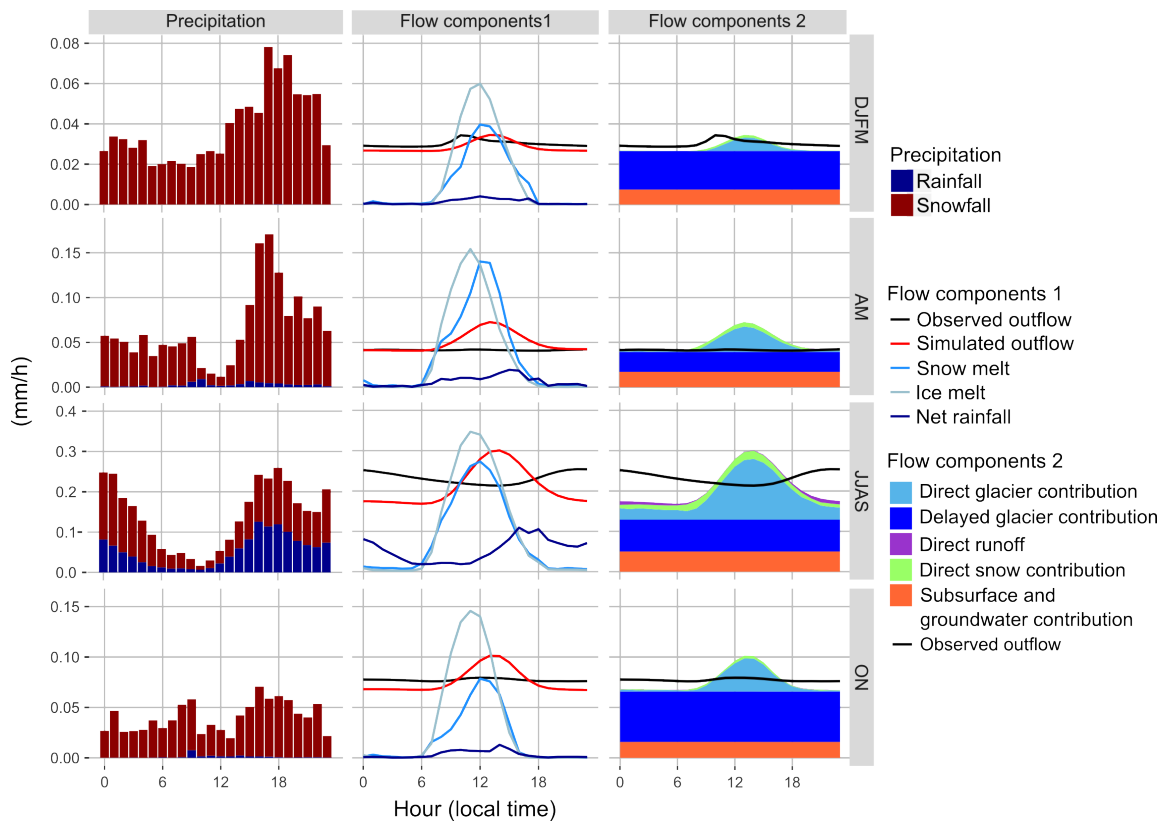 Precipitation
Flow components1
Flow components 2
0.08
0.06
0.04
0.02
0.00
DJFM
0.15
0.10
0.05
0.00
AM
0.4
0.3
0.2
0.1
0.0
JJAS
0.15
0.10
0.05
0.00
ON
(mm/h)
0 6 12 18
0 6 12 18
0 6 12 18
Hour (local time)
Precipitation
Rainfall
Snowfall
Flow components 1
Observed outflow
Simulated outflow
Snow melt
Ice melt
Net rainfall
Flow components 2
Direct glacier contribution
Delayed glacier contribution
Direct runoff
Direct snow contribution
Subsurface and
groundwater contribution
Observed outflow